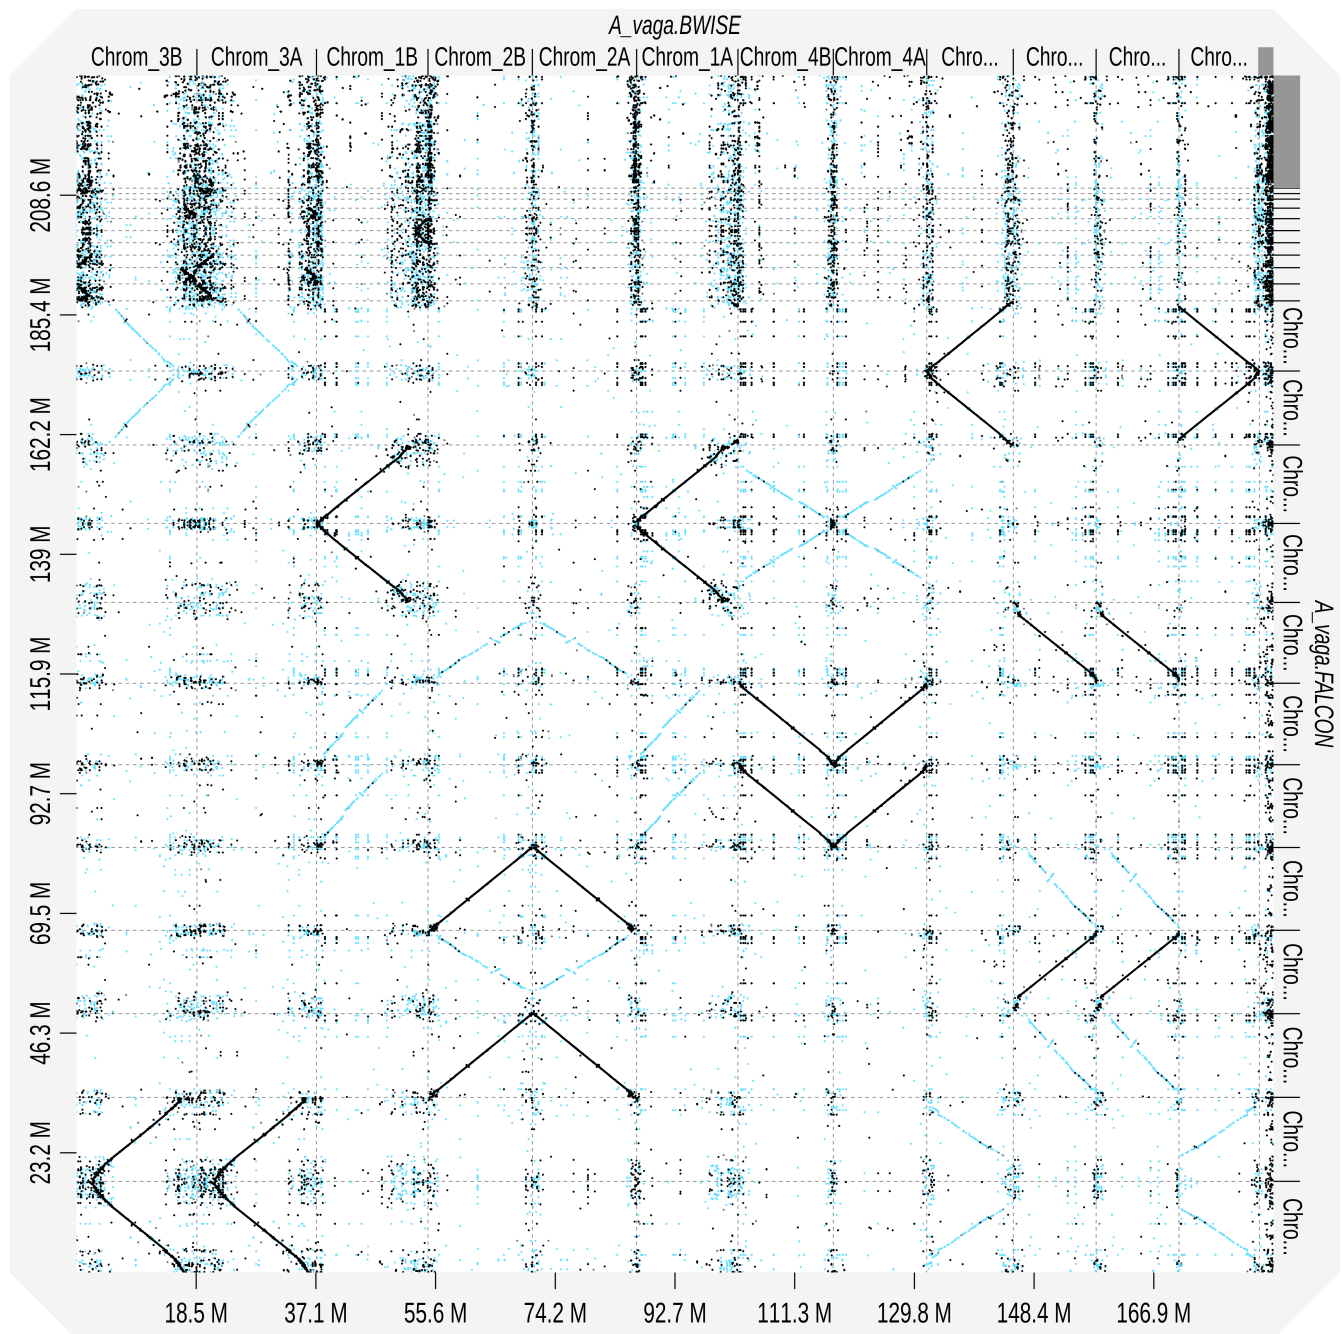 A_vaga.BWISE
Chrom_3B Chrom_3A Chrom_1B Chrom_2B Chrom_2A Chrom_1A Chrom_4B Chrom_4A Chro... Chro... Chro... Chro...
208.6 M
185.4 M
162.2 M
139 M
115.9 M
92.7 M
69.5 M
46.3 M
23.2 M
Chro...
Chro...
Chro...
Chro...
Chro...
Chro...
Chro...
Chro...
Chro...
Chro...
Chro...
Chro...
A_vaga.FALCON
18.5 M 37.1 M 55.6 M 74.2 M 92.7 M 111.3 M 129.8 M 148.4 M 166.9 M